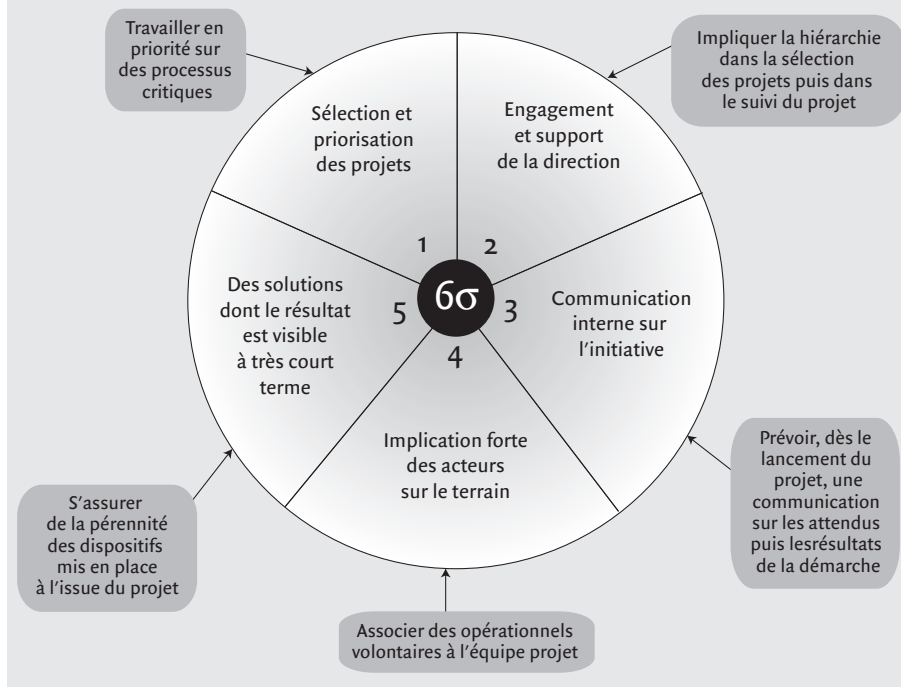 Travailler en
priorité sur
des processus
critiques
Impliquer la hiérarchie
dans la sélection
des projets puis dans
le suivi du projet
Sélection et
priorisation
des projets
Engagement
et support
de la direction
1
2
6σ
5
3
4
Des solutions
dont le résultat
est visible
à très court
terme
Communication
interne sur
l'initiative
Implication forte
des acteurs
sur le terrain
Prévoir, dès le
lancement du
projet, une
communication
sur les attendus
puis lesrésultats
de la démarche
S'assurer
de la pérennité
des dispositifs
mis en place
à l'issue du projet
Associer des opérationnels
volontaires à l'équipe projet